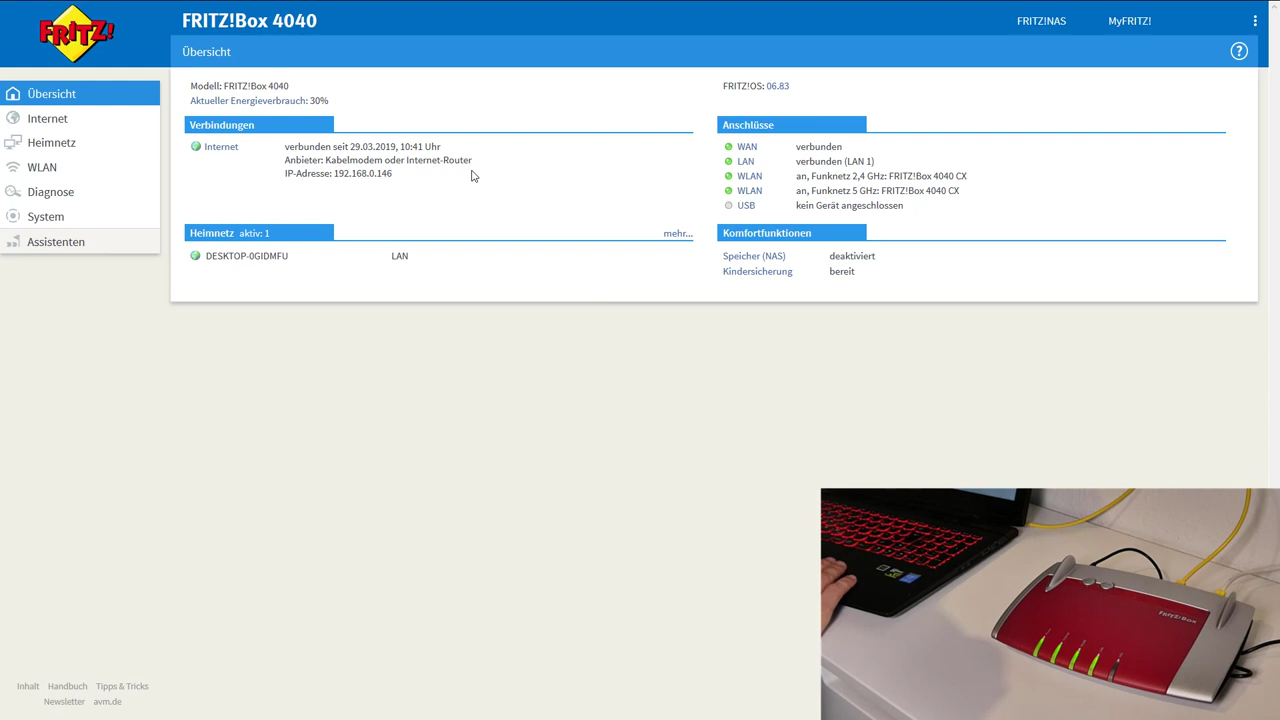 FRITZ!
FRITZ!Box 4040
FRITZ!NAS
MyFRITZ!
Übersicht
?
Übersicht
Internet
Heimnetz
WLAN
Diagnose
System
Assistenten
Modell: FRITZ!Box 4040
Aktueller Energieverbrauch: 30%
FRITZ!OS: 06.83
Verbindungen
Internet verbunden seit 29.03.2019, 10:41 Uhr
Anbieter: Kabelmodem oder Internet-Router
IP-Adresse: 192.168.0.146
Anschlüsse
WAN verbunden
LAN verbunden (LAN 1)
WLAN an, Funknetz 2,4 GHz: FRITZ!Box 4040 CX
WLAN an, Funknetz 5 GHz: FRITZ!Box 4040 CX
USB kein Gerät angeschlossen
Heimnetz aktiv: 1 mehr...
DESKTOP-0GIDMFU LAN
Komfortfunktionen
Speicher (NAS) deaktiviert
Kindersicherung bereit
FRITZ!Box
Inhalt Handbuch Tipps & Tricks
Newsletter avm.de